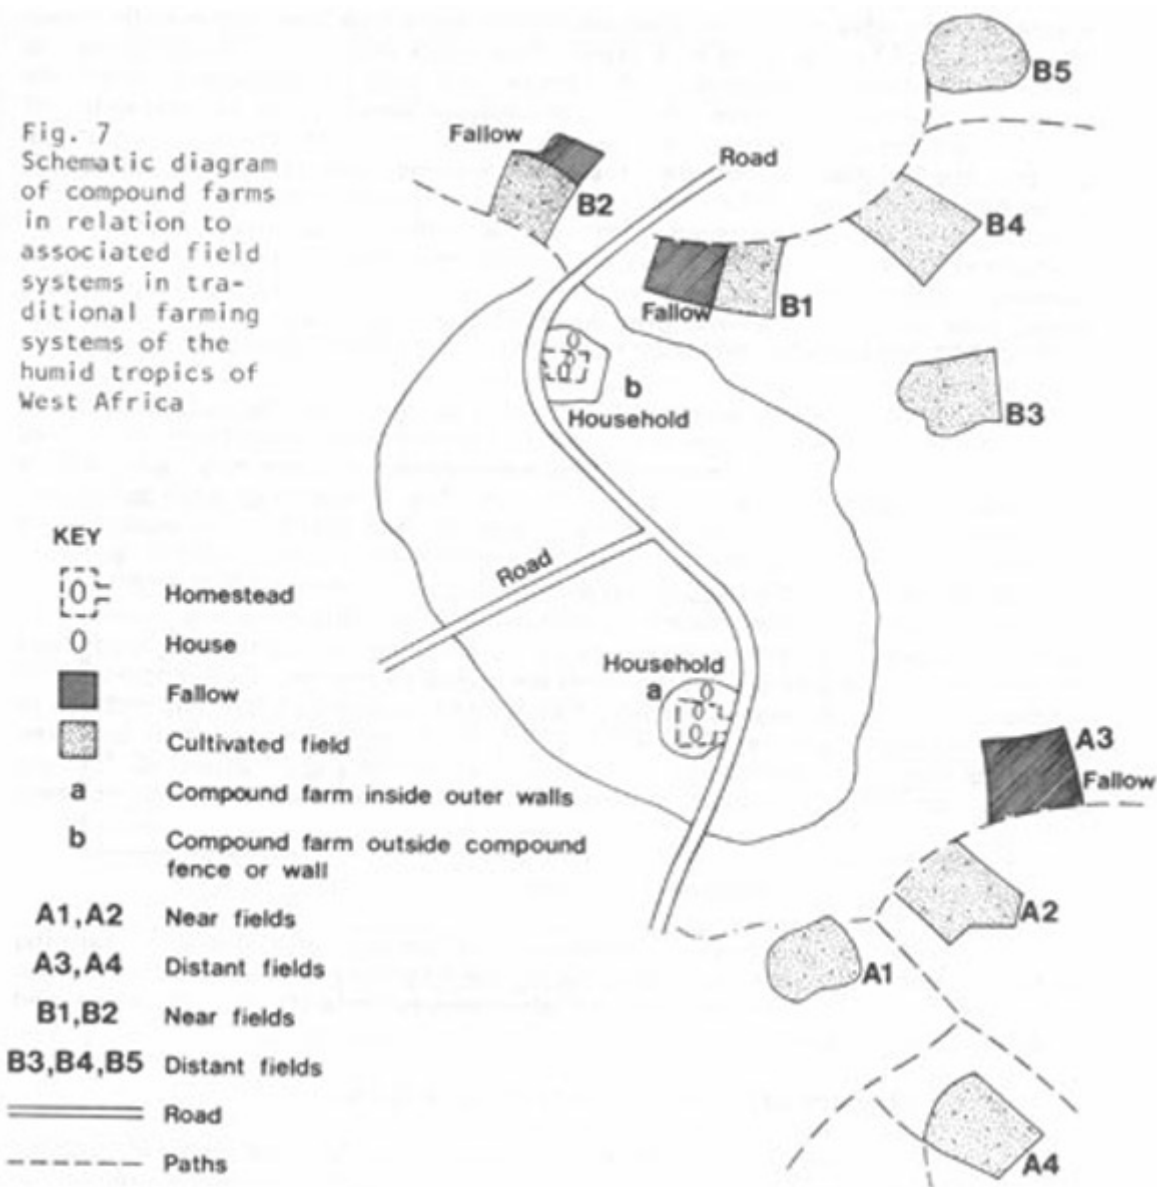 Fig. 7
Schematic diagram
of compound farms
in relation to
associated field
systems in tra-
ditional farming
systems of the
humid tropics of
West Africa
B5
Fallow
Road
B2
B4
Fallow
B1
b
Household
B3
Road
Household
a
A3
Fallow
A2
A1
A4
KEY
0 Homestead
0 House
Fallow
Cultivated field
a Compound farm inside outer walls
b Compound farm outside compound
fence or wall
A1,A2 Near fields
A3,A4 Distant fields
B1,B2 Near fields
B3,B4,B5 Distant fields
Road
Paths